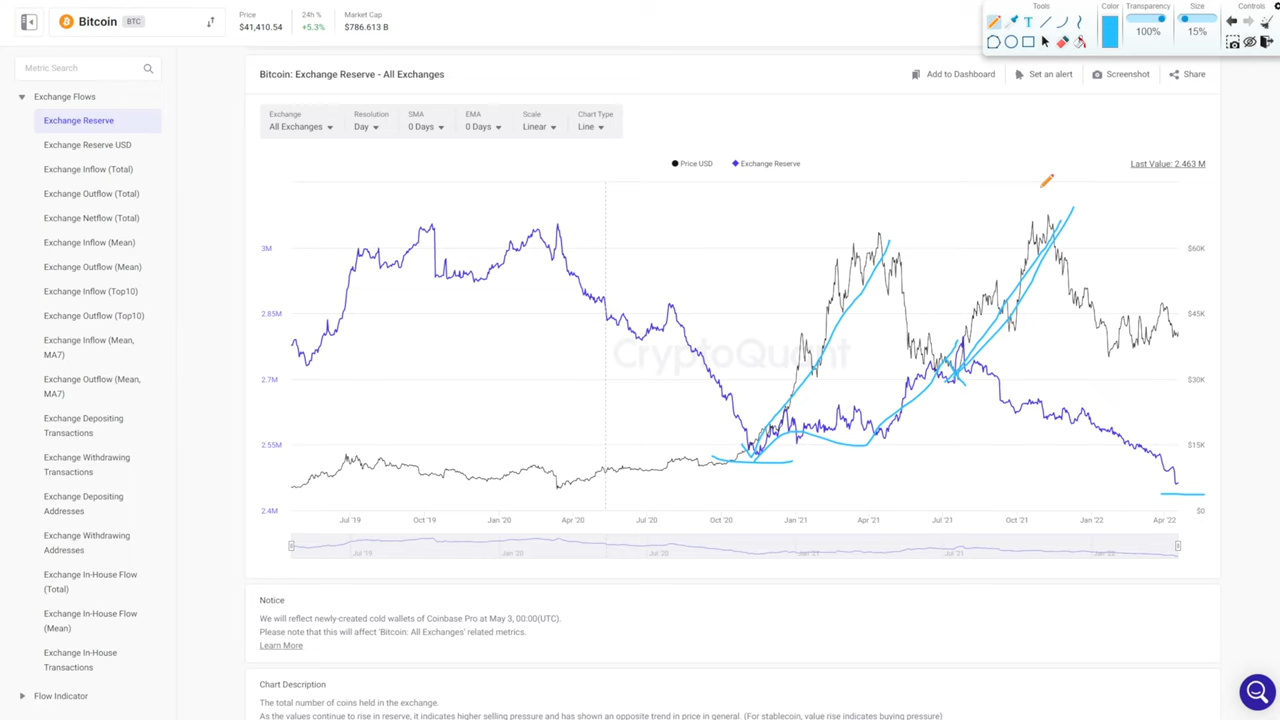 Bitcoin BTC
Price
$41,410.54
24h %
+5.3%
Market Cap
$786.613 B
Tools
Color
Transparency
100%
Size
15%
Controls
Metric Search
Exchange Flows
Exchange Reserve
Exchange Reserve USD
Exchange Inflow (Total)
Exchange Outflow (Total)
Exchange Netflow (Total)
Exchange Inflow (Mean)
Exchange Outflow (Mean)
Exchange Inflow (Top10)
Exchange Outflow (Top10)
Exchange Inflow (Mean,
MA7)
Exchange Outflow (Mean,
MA7)
Exchange Depositing
Transactions
Exchange Withdrawing
Transactions
Exchange Depositing
Addresses
Exchange Withdrawing
Addresses
Exchange In-House Flow
(Total)
Exchange In-House Flow
(Mean)
Exchange In-House
Transactions
Flow Indicator
Bitcoin: Exchange Reserve - All Exchanges
Add to Dashboard
Set an alert
Screenshot
Share
Exchange
All Exchanges
Resolution
Day
SMA
0 Days
EMA
0 Days
Scale
Linear
Chart Type
Line
Price USD
Exchange Reserve
Last Value: 2.463 M
3M
2.85M
2.7M
2.55M
2.4M
$60K
$45K
$30K
$15K
$0
CryptoQuant
Jul '19
Oct '19
Jan '20
Apr '20
Jul '20
Oct '20
Jan '21
Apr '21
Jul '21
Oct '21
Jan '22
Apr '22
Jul '19
Jan '20
Jul '20
Jan '21
Jul '21
Jan '22
Notice
We will reflect newly-created cold wallets of Coinbase Pro at May 3, 00:00(UTC).
Please note that this will affect 'Bitcoin: All Exchanges' related metrics.
Learn More
Chart Description
The total number of coins held in the exchange.
As the values continue to rise in reserve, it indicates higher selling pressure and has shown an opposite trend in price in general. (For stablecoin, value rise indicates buying pressure)